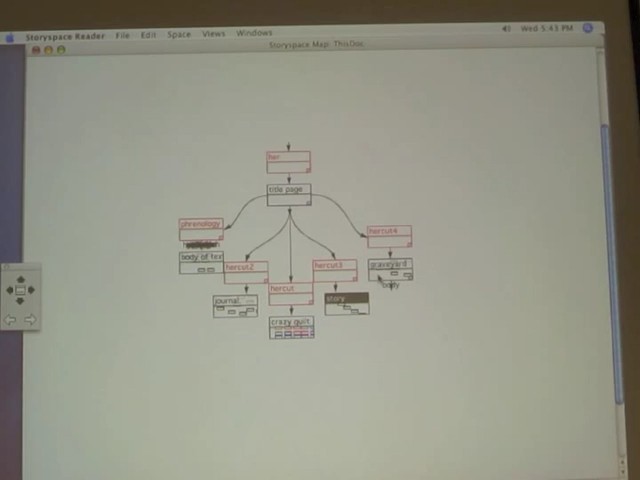 Storyspace Reader File Edit Space Views Windows Wed 5:43 PM
Storyspace Map: ThisDoc
her
title page
phrenology
hercut4
body of tex
hercut2
hercut3
graveyard
hercut
body
journal,
story
crazy quilt